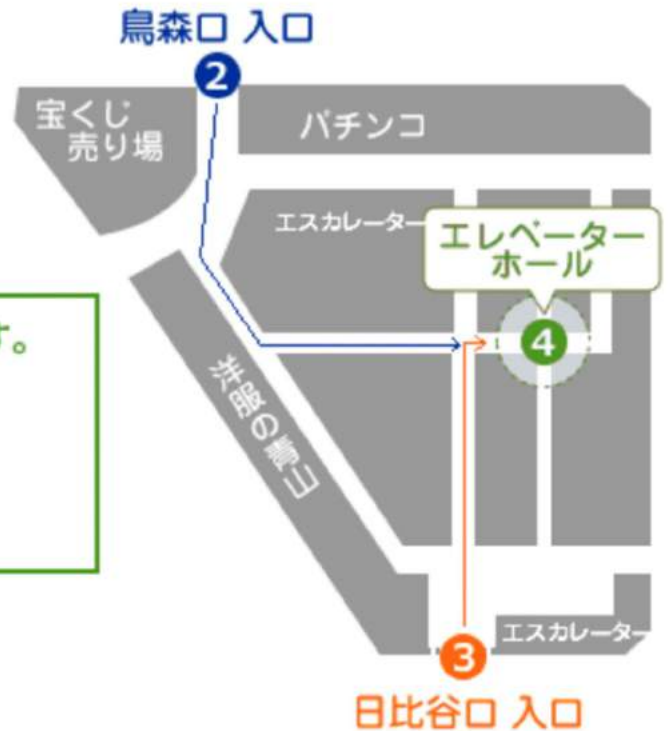 烏森口 入口
2
宝くじ
売り場
パチンコ
エスカレーター
エレベーター
ホール
4
す。
洋服の青山
エスカレーター
3
日比谷口 入口